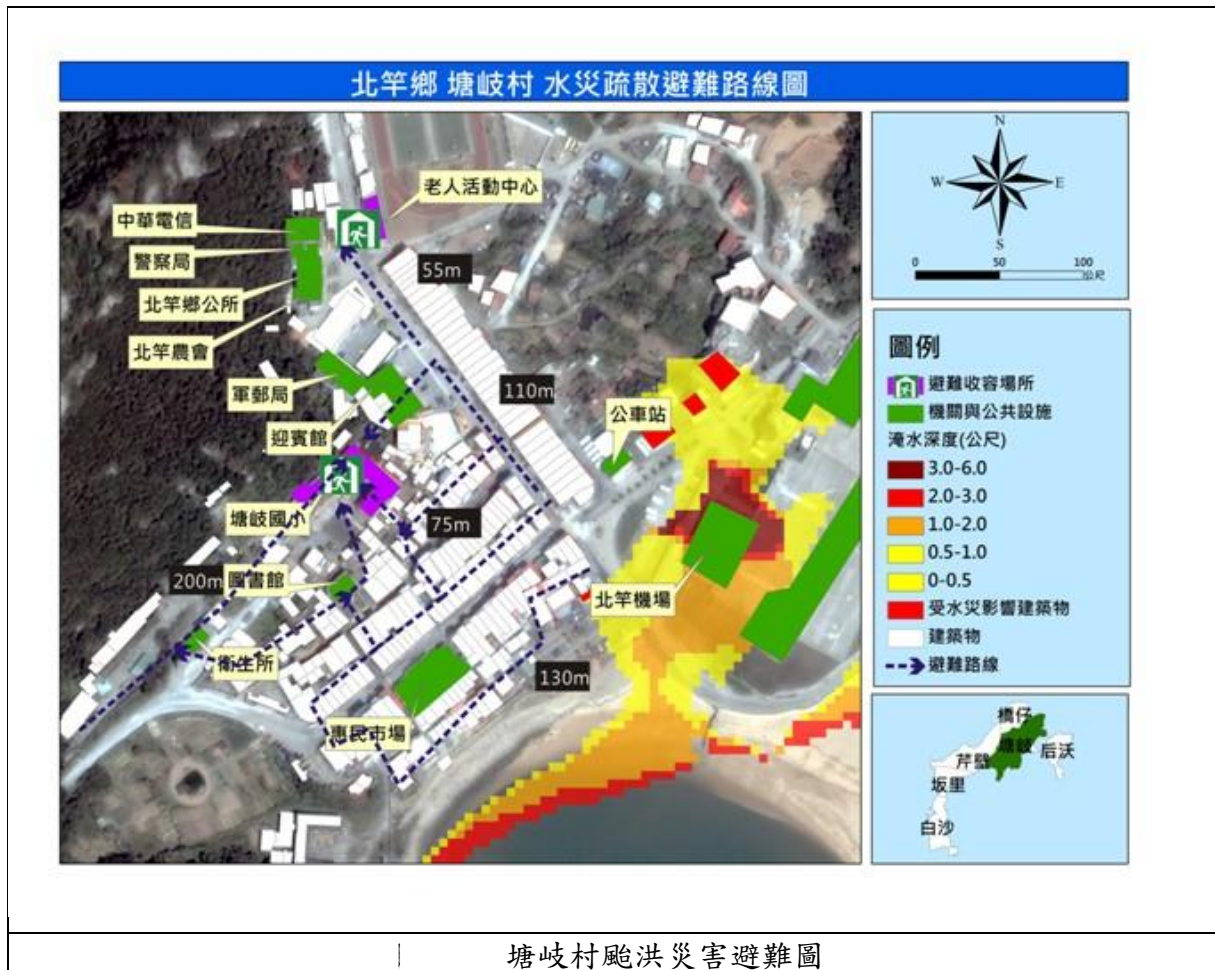 北竿鄉 塘岐村 水災疏散避難路線圖
老人活動中心
中華電信
警察局
北竿鄉公所
北竿農會
軍郵局
迎賓館
塘岐國小
圖書館
衛生所
惠民市場
公車站
北竿機場
55m
110m
75m
200m
130m
N
W
E
S
0
50
100
公尺
圖例
避難收容場所
機關與公共設施
淹水深度(公尺)
3.0-6.0
2.0-3.0
1.0-2.0
0.5-1.0
0-0.5
受水災影響建築物
建築物
避難路線
橋仔
塘岐
后沃
芹壁
坂里
白沙
塘岐村颱洪災害避難圖